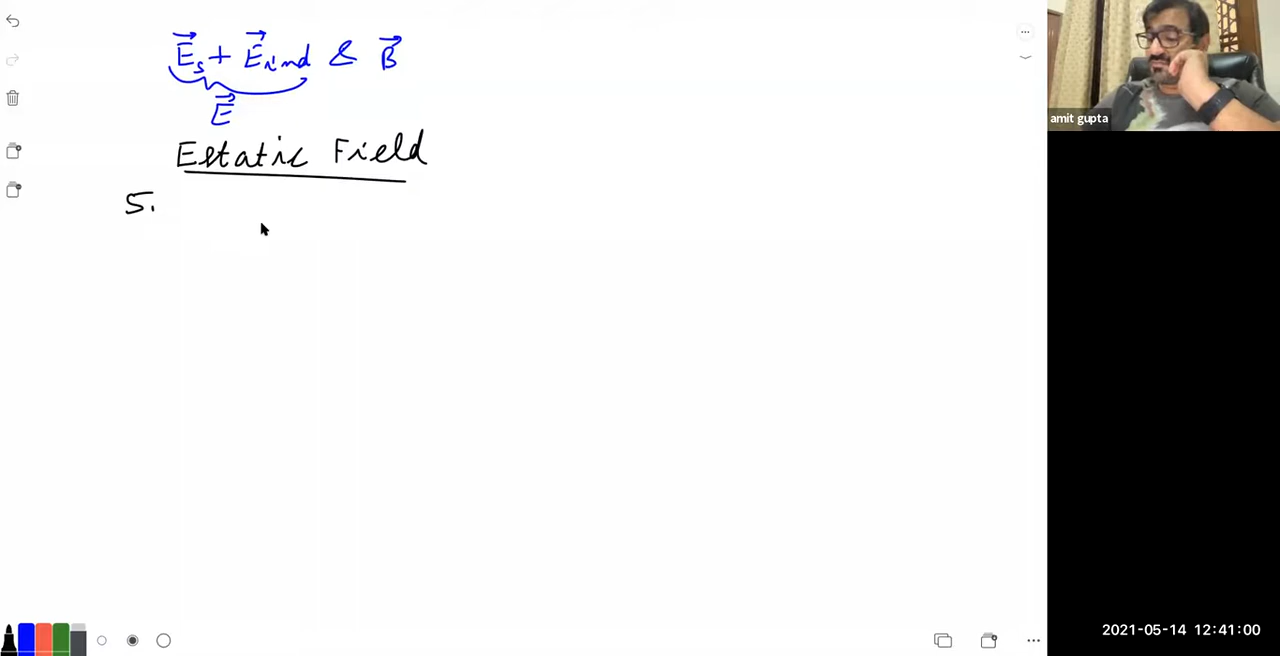 E⃗s + E⃗ind & B⃗
E⃗
Estatic Field
5.
amit gupta
2021-05-14 12:41:00